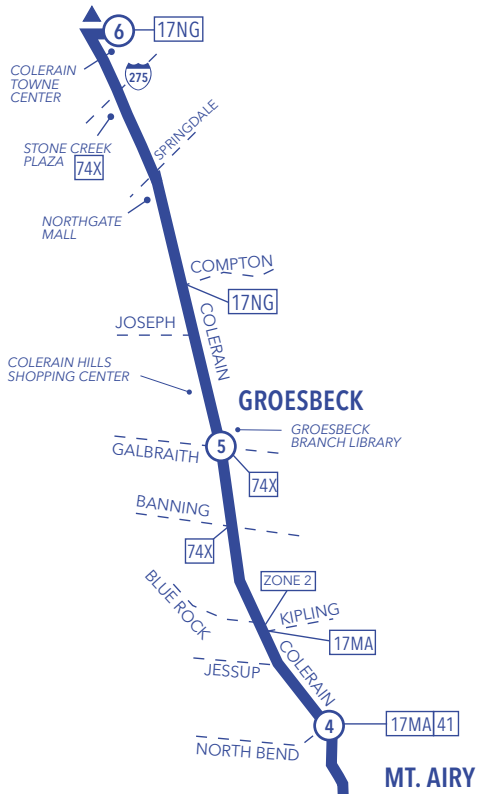 6
17NG
COLERAIN
TOWNE
CENTER
275
STONE CREEK
PLAZA
74X
SPRINGDALE
NORTHGATE
MALL
COMPTON
17NG
JOSEPH
COLERAIN
COLERAIN HILLS
SHOPPING CENTER
GROESBECK
GROESBECK
BRANCH LIBRARY
5
GALBRAITH
74X
BANNING
74X
ZONE 2
BLUE ROCK
KIPLING
17MA
JESSUP
COLERAIN
4
17MA 41
NORTH BEND
MT. AIRY